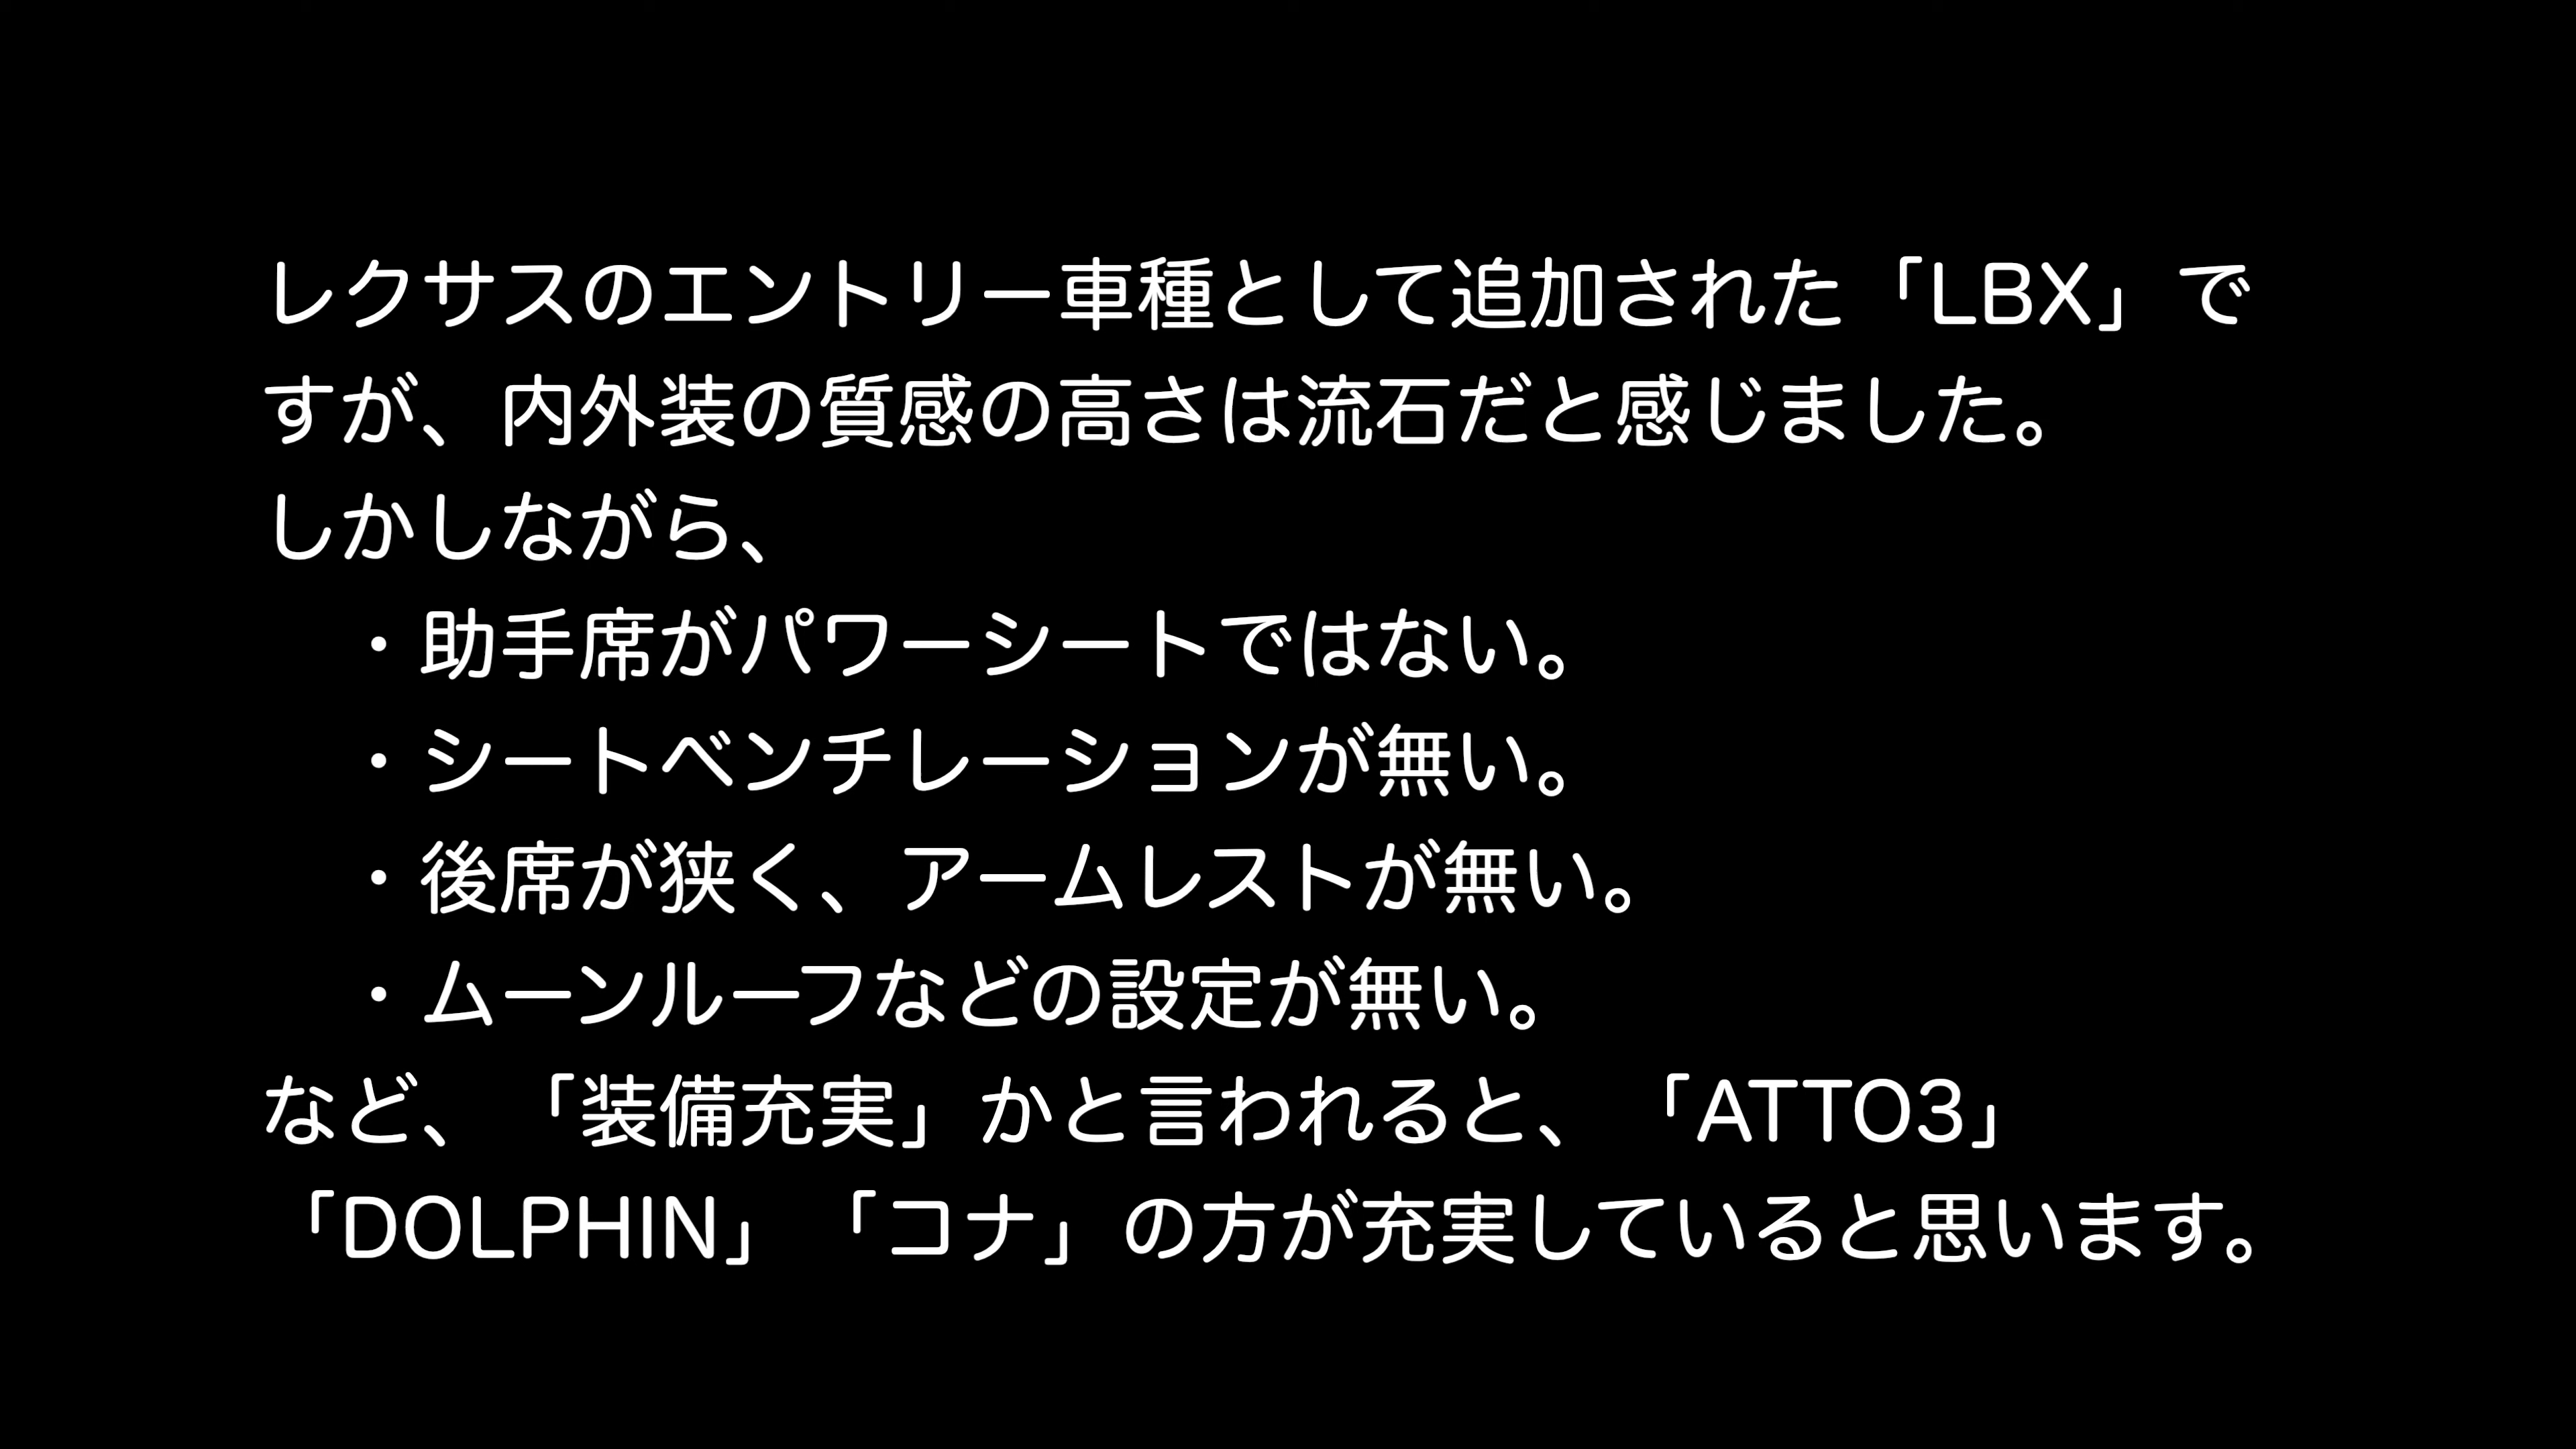 レクサスのエントリー車種として追加された「LBX」で
すが、内外装の質感の高さは流石だと感じました。
しかしながら、
・助手席がパワーシートではない。
・シートベンチレーションが無い。
・後席が狭く、アームレストが無い。
・ムーンルーフなどの設定が無い。
など、「装備充実」かと言われると、「ATTO3」
「DOLPHIN」「コナ」の方が充実していると思います。